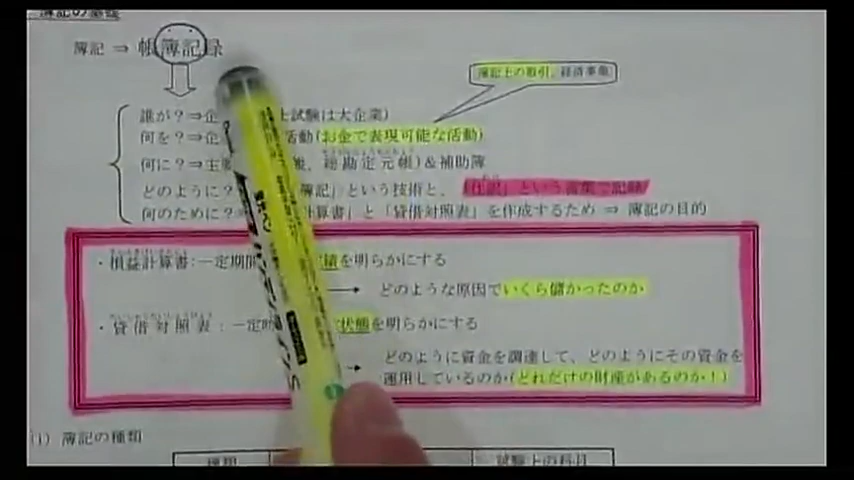 簿記の基礎
簿記 ⇒ 帳簿記録
簿記上の取引、経済事象
誰が？⇒企 士試験は大企業)
何を？⇒企 活動(お金で表現可能な活動)
何に？⇒主 総勘定元帳)＆補助簿
どのように？ 簿記」という技術と、「仕訳」という言葉で記録
何のために？ 計算書」と「貸借対照表」を作成するため ⇒ 簿記の目的
・損益計算書：一定期間 績を明らかにする
→ どのような原因でいくら儲かったのか
・貸借対照表：一定時 状態を明らかにする
→ どのように資金を調達して、どのようにその資金を
運用しているのか(どれだけの財産があるのか！)
(1) 簿記の種類
種類 試験上の科目